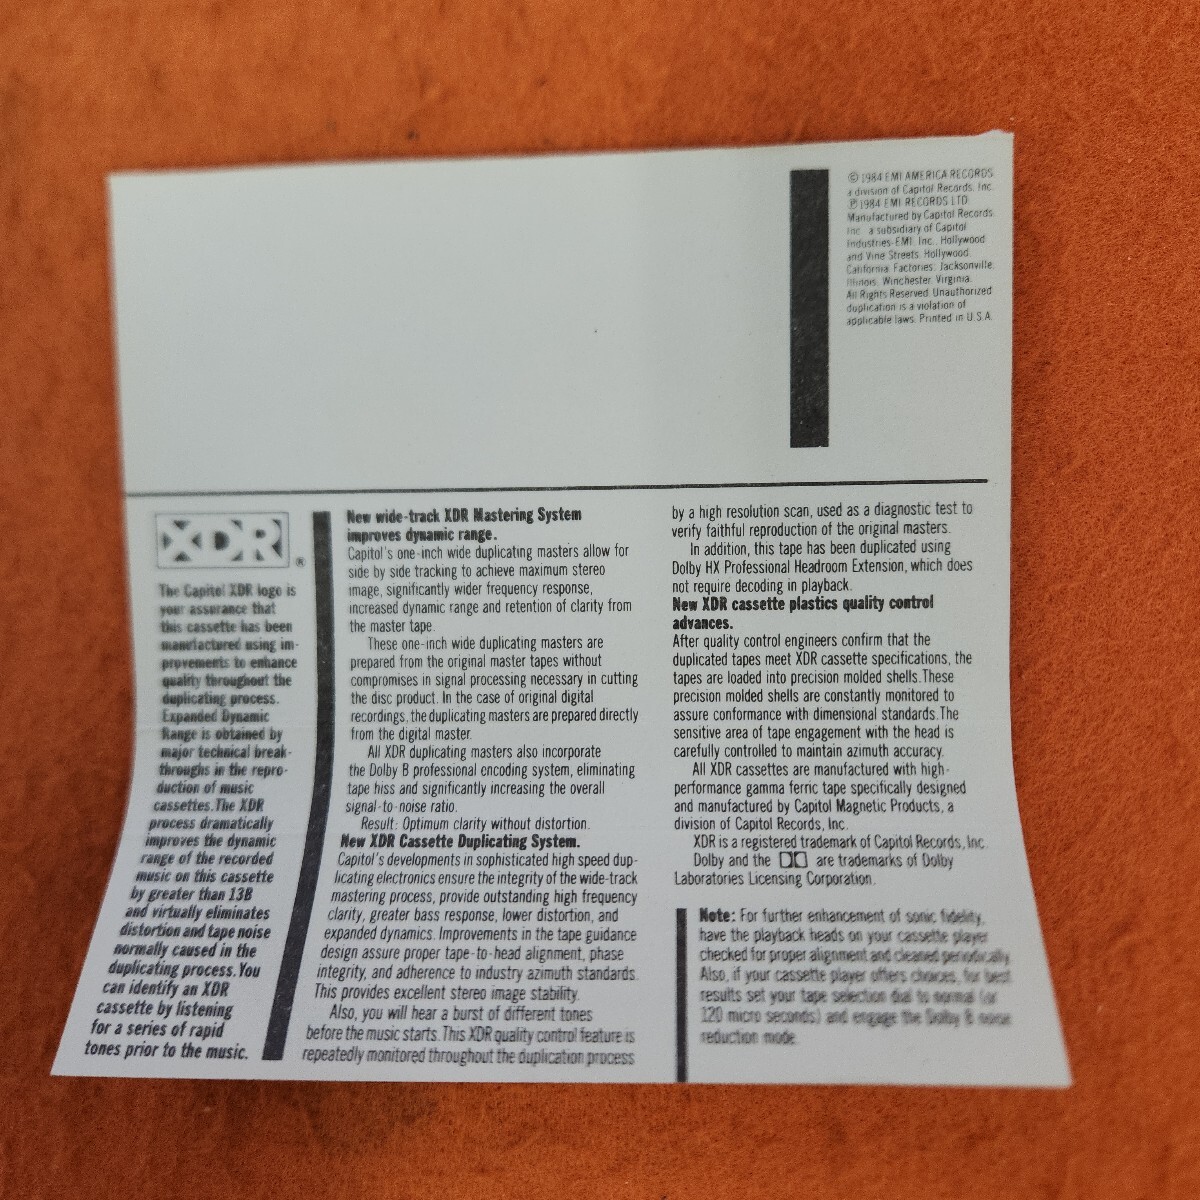 © 1984 EMI AMERICA RECORDS,
a division of Capitol Records, Inc.
℗ 1984 EMI RECORDS LTD.
Manufactured by Capitol Records,
Inc. a subsidiary of Capitol
Industries-EMI, Inc., Hollywood
and Vine Streets, Hollywood,
California. Factories: Jacksonville,
Illinois, Winchester, Virginia.
All Rights Reserved. Unauthorized
duplication is a violation of
applicable laws. Printed in U.S.A.
XDR®
The Capitol XDR logo is
your assurance that
this cassette has been
manufactured using im-
provements to enhance
quality throughout the
duplicating process.
Expanded Dynamic
Range is obtained by
major technical break-
throughs in the repro-
duction of music
cassettes. The XDR
process dramatically
improves the dynamic
range of the recorded
music on this cassette
by greater than 13B
and virtually eliminates
distortion and tape noise
normally caused in the
duplicating process. You
can identify an XDR
cassette by listening
for a series of rapid
tones prior to the music.
New wide-track XDR Mastering System
improves dynamic range.
Capitol's one-inch wide duplicating masters allow for
side by side tracking to achieve maximum stereo
image, significantly wider frequency response,
increased dynamic range and retention of clarity from
the master tape.
These one-inch wide duplicating masters are
prepared from the original master tapes without
compromises in signal processing necessary in cutting
the disc product. In the case of original digital
recordings, the duplicating masters are prepared directly
from the digital master.
All XDR duplicating masters also incorporate
the Dolby B professional encoding system, eliminating
tape hiss and significantly increasing the overall
signal-to-noise ratio.
Result: Optimum clarity without distortion.
New XDR Cassette Duplicating System.
Capitol's developments in sophisticated high speed dup-
licating electronics ensure the integrity of the wide-track
mastering process, provide outstanding high frequency
clarity, greater bass response, lower distortion, and
expanded dynamics. Improvements in the tape guidance
design assure proper tape-to-head alignment, phase
integrity, and adherence to industry azimuth standards.
This provides excellent stereo image stability.
Also, you will hear a burst of different tones
before the music starts. This XDR quality control feature is
repeatedly monitored throughout the duplication process
by a high resolution scan, used as a diagnostic test to
verify faithful reproduction of the original masters.
In addition, this tape has been duplicated using
Dolby HX Professional Headroom Extension, which does
not require decoding in playback.
New XDR cassette plastics quality control
advances.
After quality control engineers confirm that the
duplicated tapes meet XDR cassette specifications, the
tapes are loaded into precision molded shells. These
precision molded shells are constantly monitored to
assure conformance with dimensional standards. The
sensitive area of tape engagement with the head is
carefully controlled to maintain azimuth accuracy.
All XDR cassettes are manufactured with high-
performance gamma ferric tape specifically designed
and manufactured by Capitol Magnetic Products, a
division of Capitol Records, Inc.
XDR is a registered trademark of Capitol Records, Inc.
Dolby and the are trademarks of Dolby
Laboratories Licensing Corporation.
Note: For further enhancement of sonic fidelity,
have the playback heads on your cassette player
checked for proper alignment and cleaned periodically.
Also, if your cassette player offers choices, for best
results set your tape selection dial to normal (or
120 micro seconds) and engage the Dolby B noise
reduction mode.